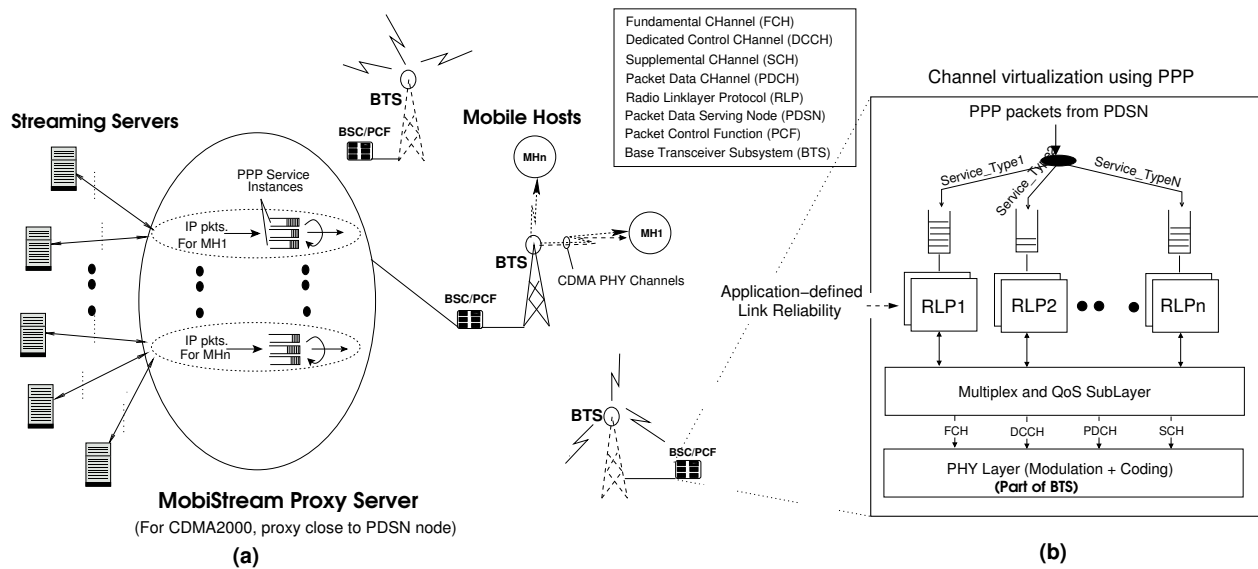 Fundamental CHannel (FCH)
Dedicated Control CHannel (DCCH)
Supplemental CHannel (SCH)
Packet Data CHannel (PDCH)
Radio Linklayer Protocol (RLP)
Packet Data Serving Node (PDSN)
Packet Control Function (PCF)
Base Transceiver Subsystem (BTS)
Streaming Servers
BTS
BSC/PCF
Mobile Hosts
MHn
MH1
BTS
CDMA PHY Channels
BSC/PCF
PPP Service
Instances
IP pkts.
For MH1
IP pkts.
For MHn
BTS
BSC/PCF
MobiStream Proxy Server
(For CDMA2000, proxy close to PDSN node)
(a)
Channel virtualization using PPP
PPP packets from PDSN
Service_Type1
Service_Type2
Service_TypeN
Application–defined
Link Reliability
RLP1
RLP2
RLPn
Multiplex and QoS SubLayer
FCH
DCCH
PDCH
SCH
PHY Layer (Modulation + Coding)
(Part of BTS)
(b)